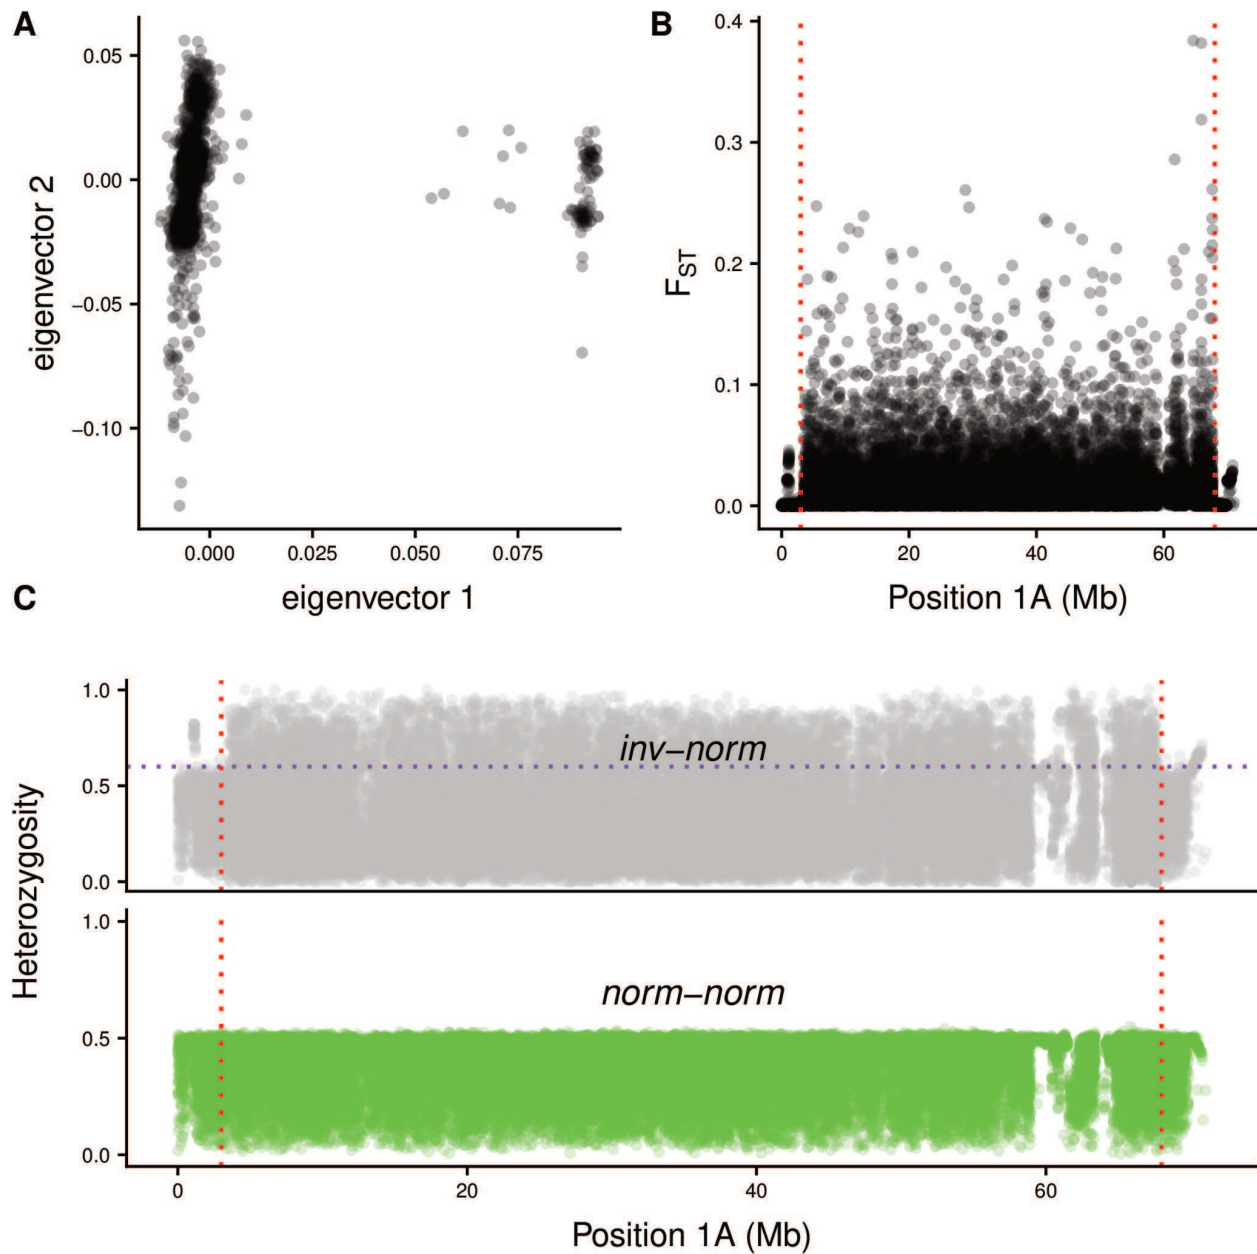 A
0.05
0.00
−0.05
−0.10
eigenvector 2
0.000 0.025 0.050 0.075
eigenvector 1
B
0.4
0.3
0.2
0.1
0.0
FST
0 20 40 60
Position 1A (Mb)
C
Heterozygosity
1.0
0.5
0.0
inv−norm
1.0
0.5
0.0
norm−norm
0 20 40 60
Position 1A (Mb)